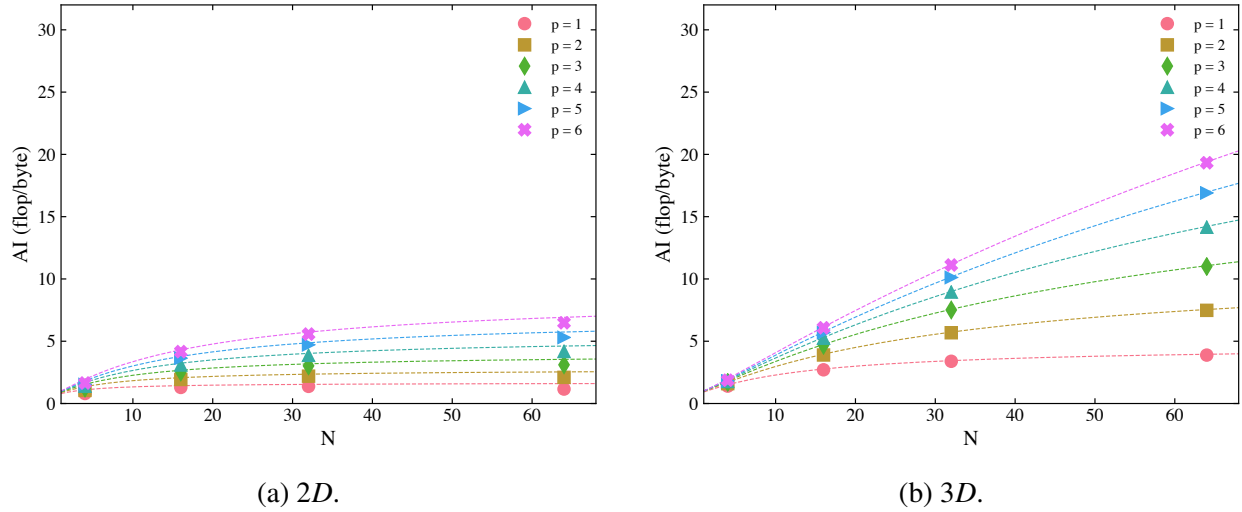 30
25
20
15
10
5
0
AI (flop/byte)
10 20 30 40 50 60
N
p = 1
p = 2
p = 3
p = 4
p = 5
p = 6
(a) 2D.
30
25
20
15
10
5
0
AI (flop/byte)
10 20 30 40 50 60
N
p = 1
p = 2
p = 3
p = 4
p = 5
p = 6
(b) 3D.